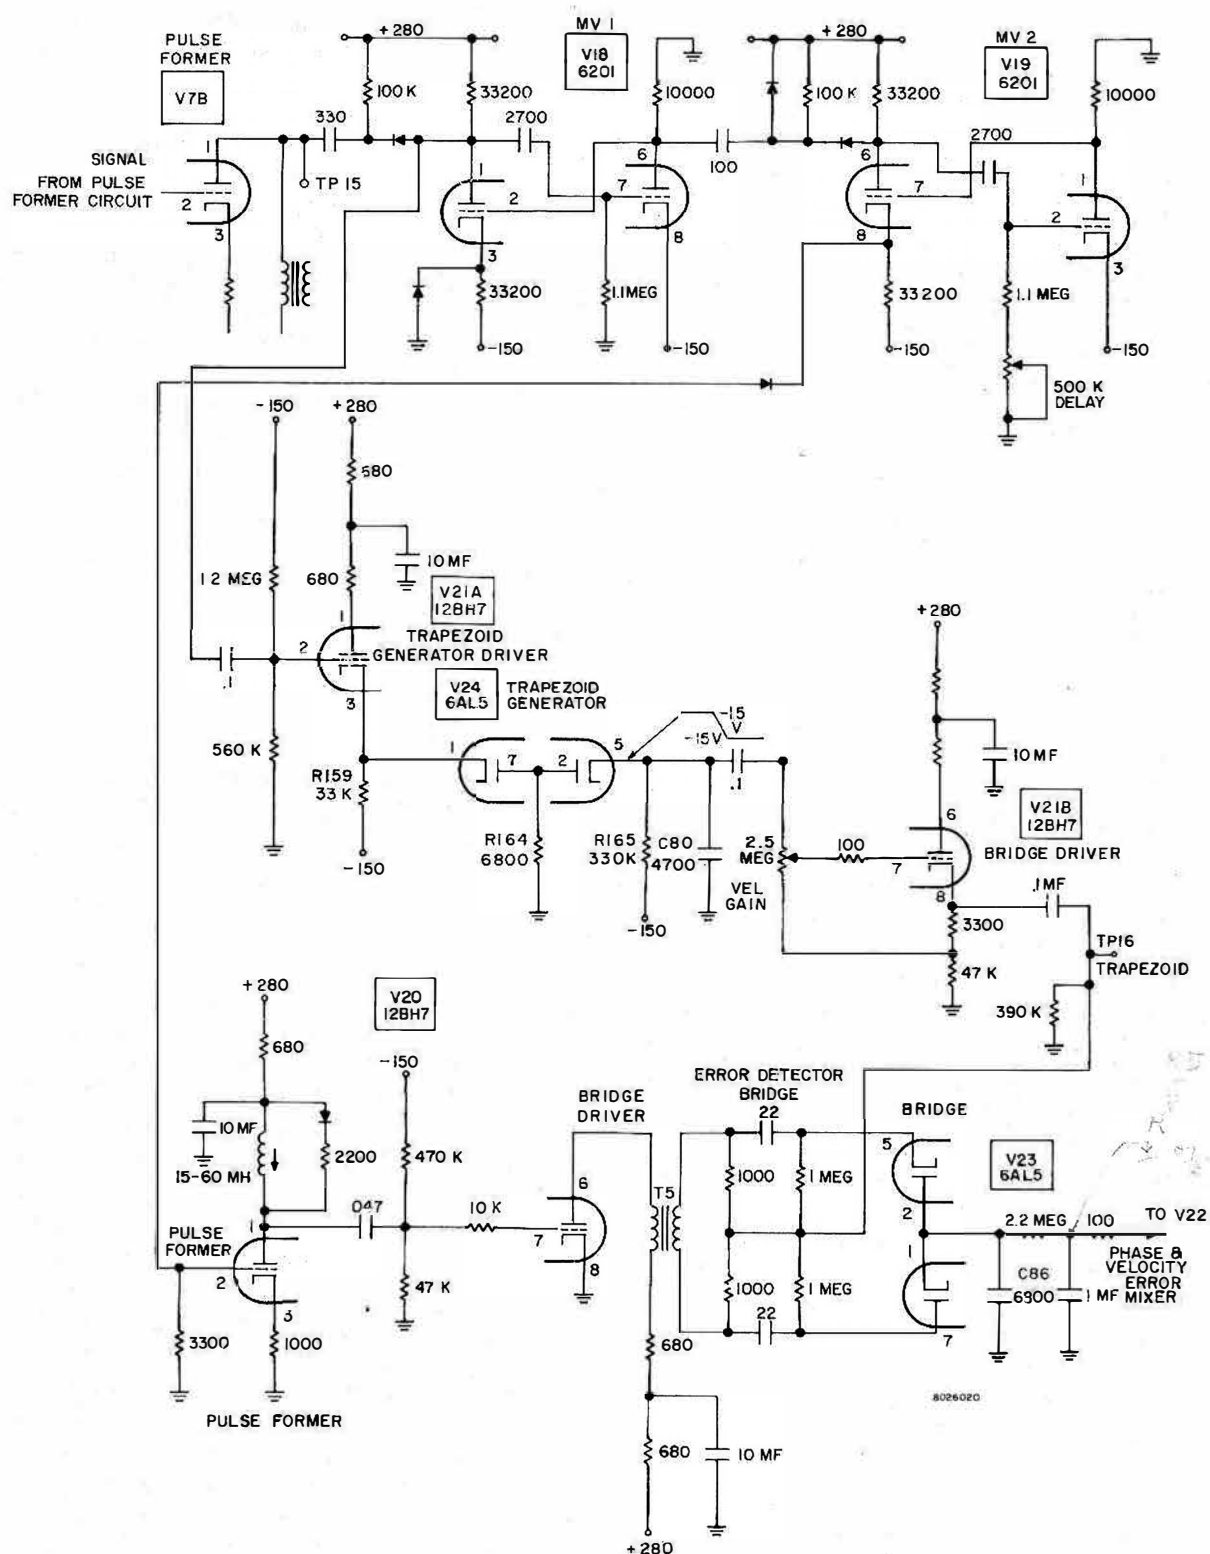 PULSE
FORMER
V7B
+280
MV 1
V18
6201
+280
MV 2
V19
6201
100 K
33200
10000
100 K
33200
10000
330
2700
100
2700
1
SIGNAL
FROM PULSE
FORMER CIRCUIT
2
3
TP 15
1
2
3
6
7
8
6
7
8
1
2
3
33200
1.1 MEG
33200
1.1 MEG
-150
-150
-150
-150
500 K
DELAY
-150
+280
680
10 MF
1.2 MEG
680
V21A
12BH7
1
2
3
TRAPEZOID
GENERATOR DRIVER
.1
V24
6AL5
TRAPEZOID
GENERATOR
+280
560 K
R159
33 K
-150
1
7
2
5
-15
V
-15V
.1
10 MF
R164
6800
R165
330K
C80
4700
-150
2.5
MEG
VEL
GAIN
100
6
7
8
V21B
12BH7
BRIDGE DRIVER
.1MF
3300
47 K
TP16
TRAPEZOID
390 K
+280
V20
12BH7
680
-150
10 MF
2200
15-60 MH
470 K
BRIDGE
DRIVER
ERROR DETECTOR
BRIDGE
22
BRIDGE
5
V23
6AL5
1000
1 MEG
047
10 K
6
7
8
T5
2
1
7
2.2 MEG
100
TO V22
PHASE &
VELOCITY
ERROR
MIXER
PULSE
FORMER
1
2
3
47 K
1000
1 MEG
22
C86
6900
1 MF
3300
1000
680
PULSE FORMER
680
10 MF
8026020
+280